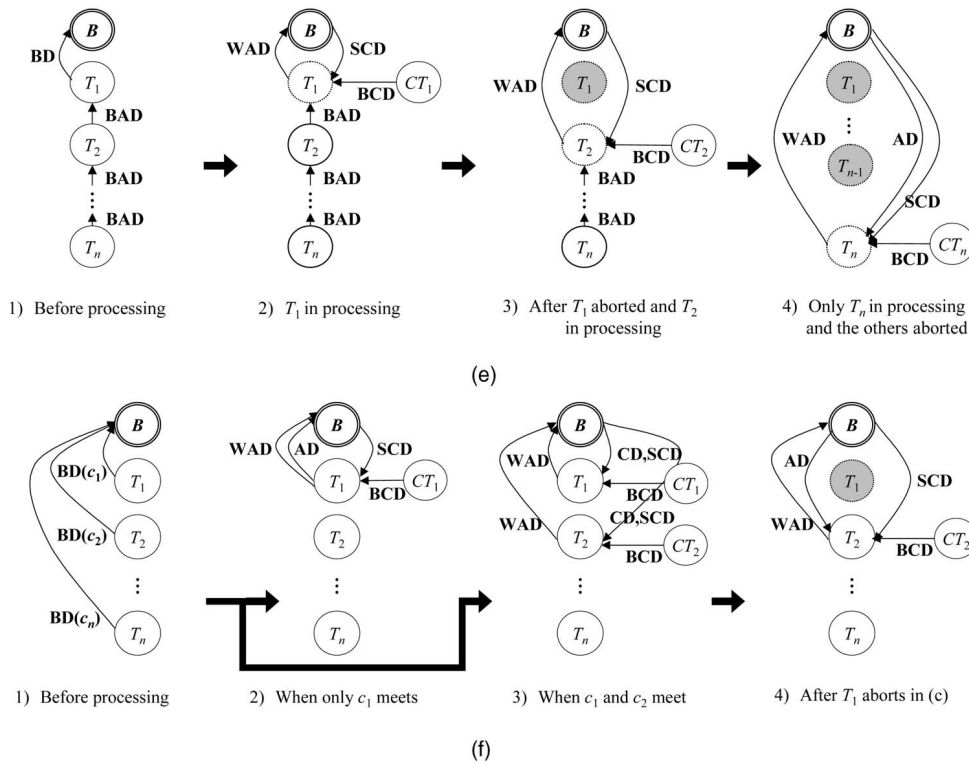 B
BD
T1
BAD
T2
BAD
BAD
Tn
1) Before processing
B
WAD
SCD
T1
BCD
CT1
BAD
T2
BAD
BAD
Tn
2) T1 in processing
B
T1
WAD
SCD
T2
BCD
CT2
BAD
BAD
Tn
3) After T1 aborted and T2
in processing
B
T1
WAD
AD
Tn-1
SCD
Tn
BCD
CTn
4) Only Tn in processing
and the others aborted
(e)
B
BD(c1)
T1
BD(c2)
T2
BD(cn)
Tn
1) Before processing
B
WAD
AD
SCD
T1
BCD
CT1
T2
Tn
2) When only c1 meets
B
WAD
CD,SCD
T1
BCD
CT1
CD,SCD
WAD
T2
BCD
CT2
Tn
3) When c1 and c2 meet
B
AD
T1
SCD
WAD
T2
BCD
CT2
Tn
4) After T1 aborts in (c)
(f)